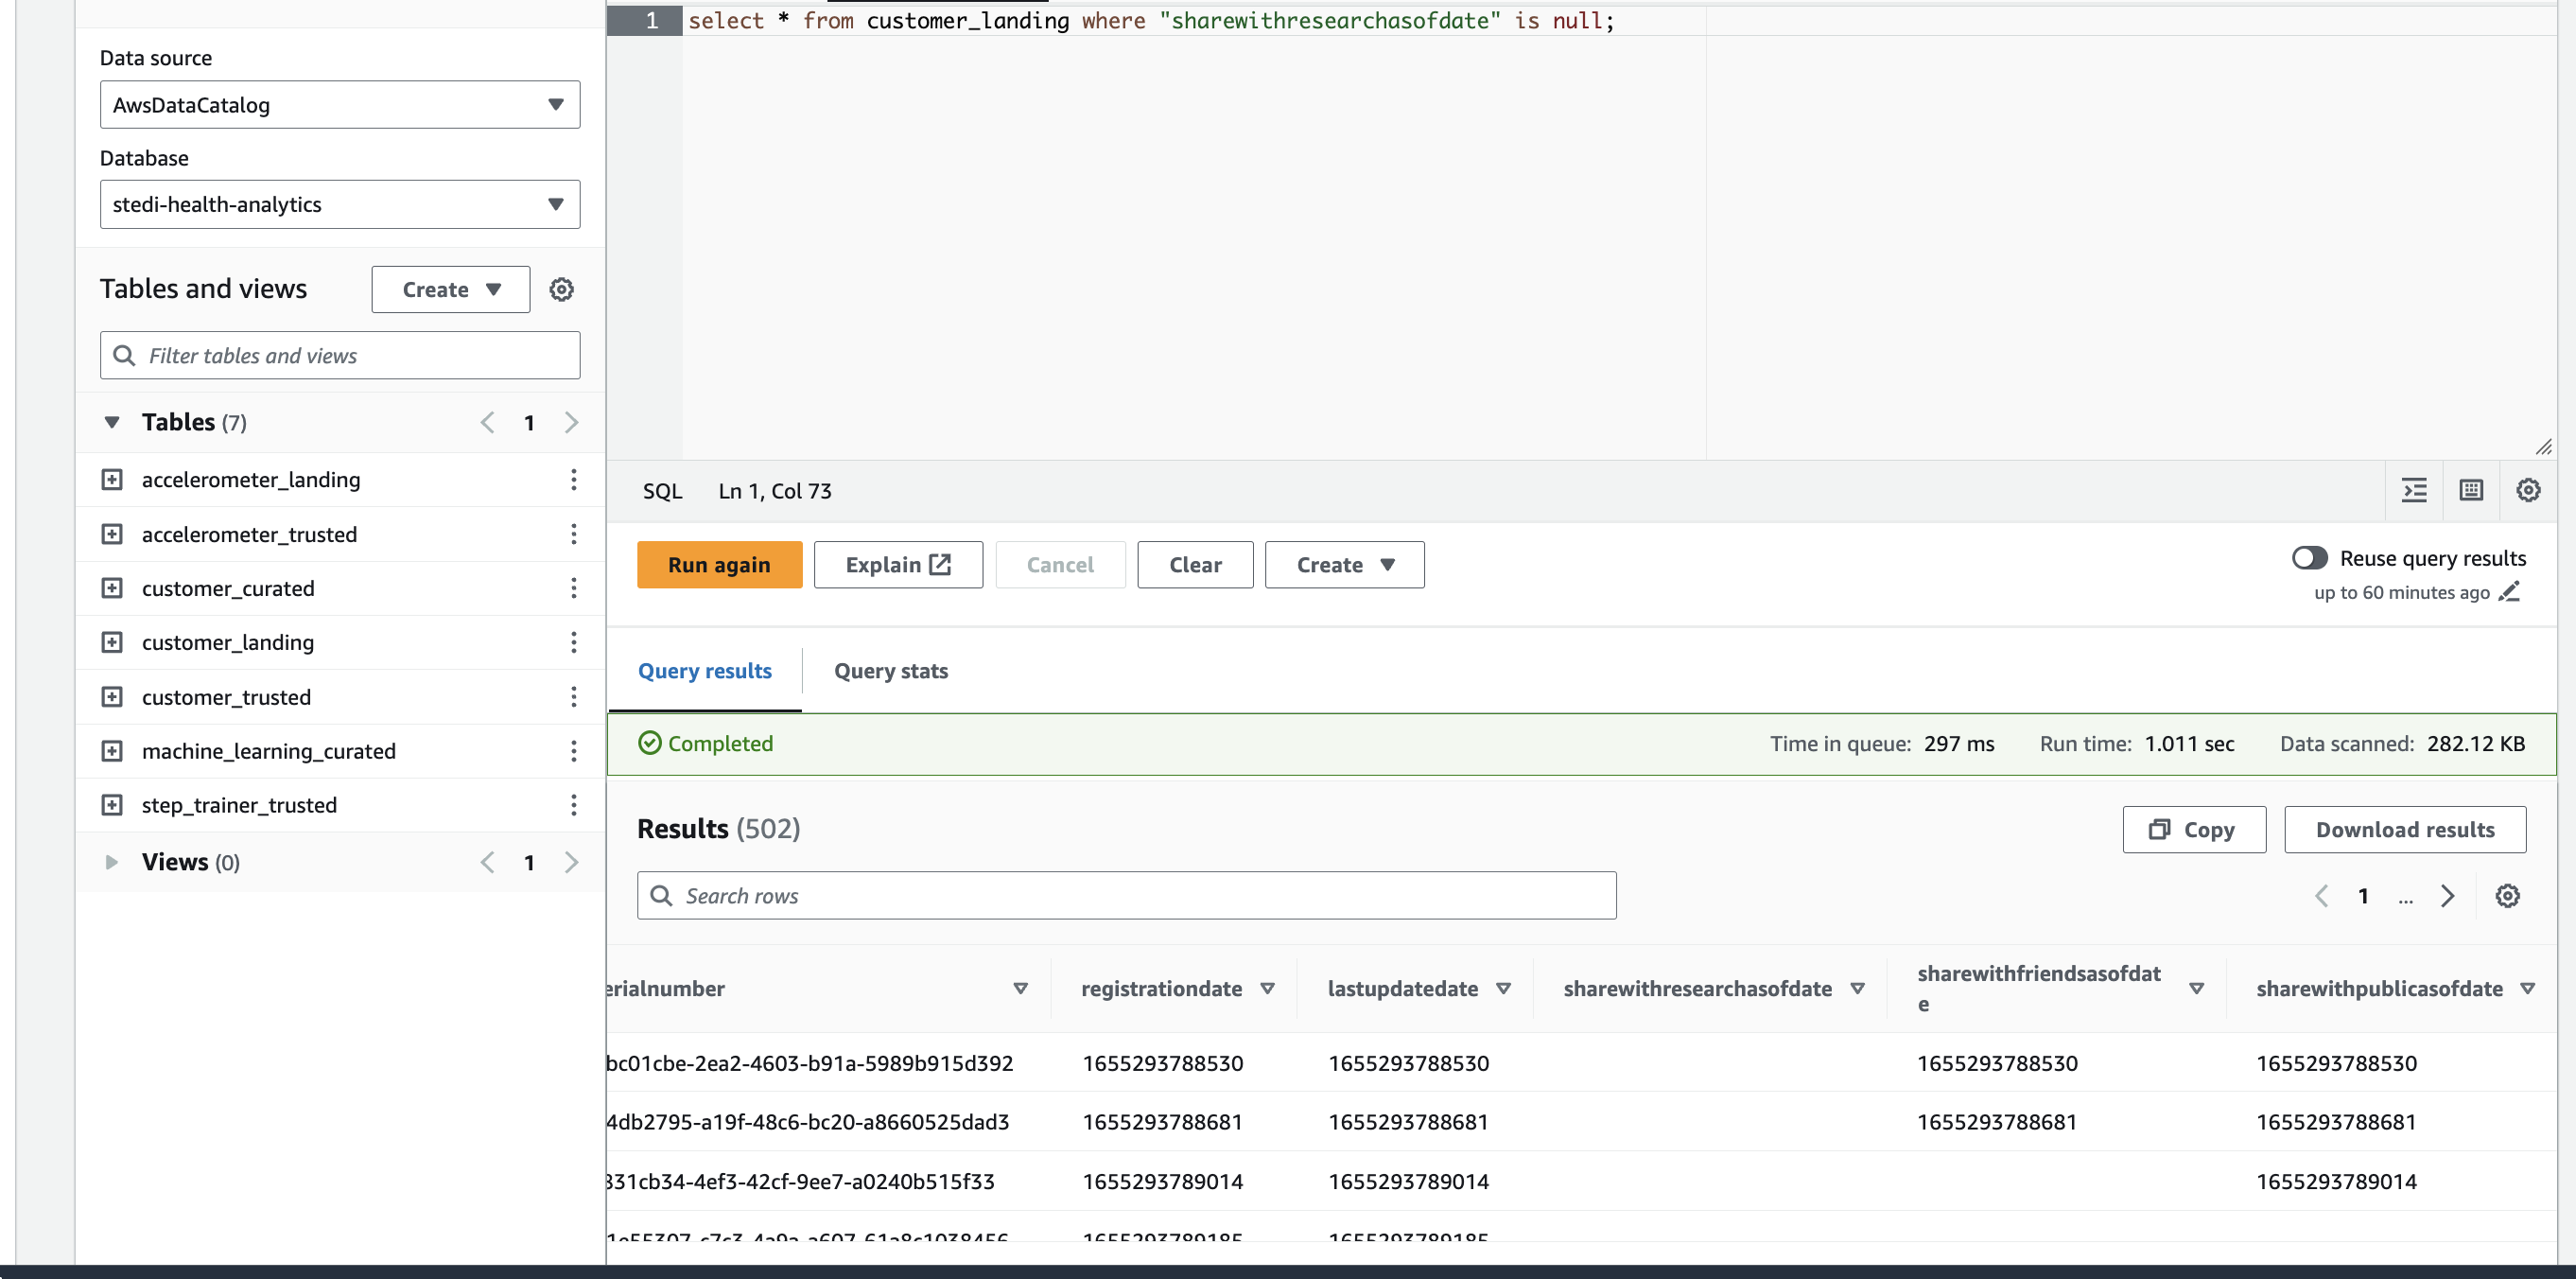 Data source
AwsDataCatalog
Database
stedi-health-analytics
Tables and views
Create
Filter tables and views
Tables (7)
1
accelerometer_landing
accelerometer_trusted
customer_curated
customer_landing
customer_trusted
machine_learning_curated
step_trainer_trusted
Views (0)
1
1 select * from customer_landing where "sharewithresearchasofdate" is null;
SQL Ln 1, Col 73
Run again Explain Cancel Clear Create
Reuse query results
up to 60 minutes ago
Query results Query stats
Completed Time in queue: 297 ms Run time: 1.011 sec Data scanned: 282.12 KB
Results (502) Copy Download results
Search rows 1 ...
erialnumber registrationdate lastupdatedate sharewithresearchasofdate sharewithfriendsasofdat
e sharewithpublicasofdate
bc01cbe-2ea2-4603-b91a-5989b915d392 1655293788530 1655293788530 1655293788530 1655293788530
4db2795-a19f-48c6-bc20-a8660525dad3 1655293788681 1655293788681 1655293788681 1655293788681
831cb34-4ef3-42cf-9ee7-a0240b515f33 1655293789014 1655293789014 1655293789014
1655293789185 1655293789185